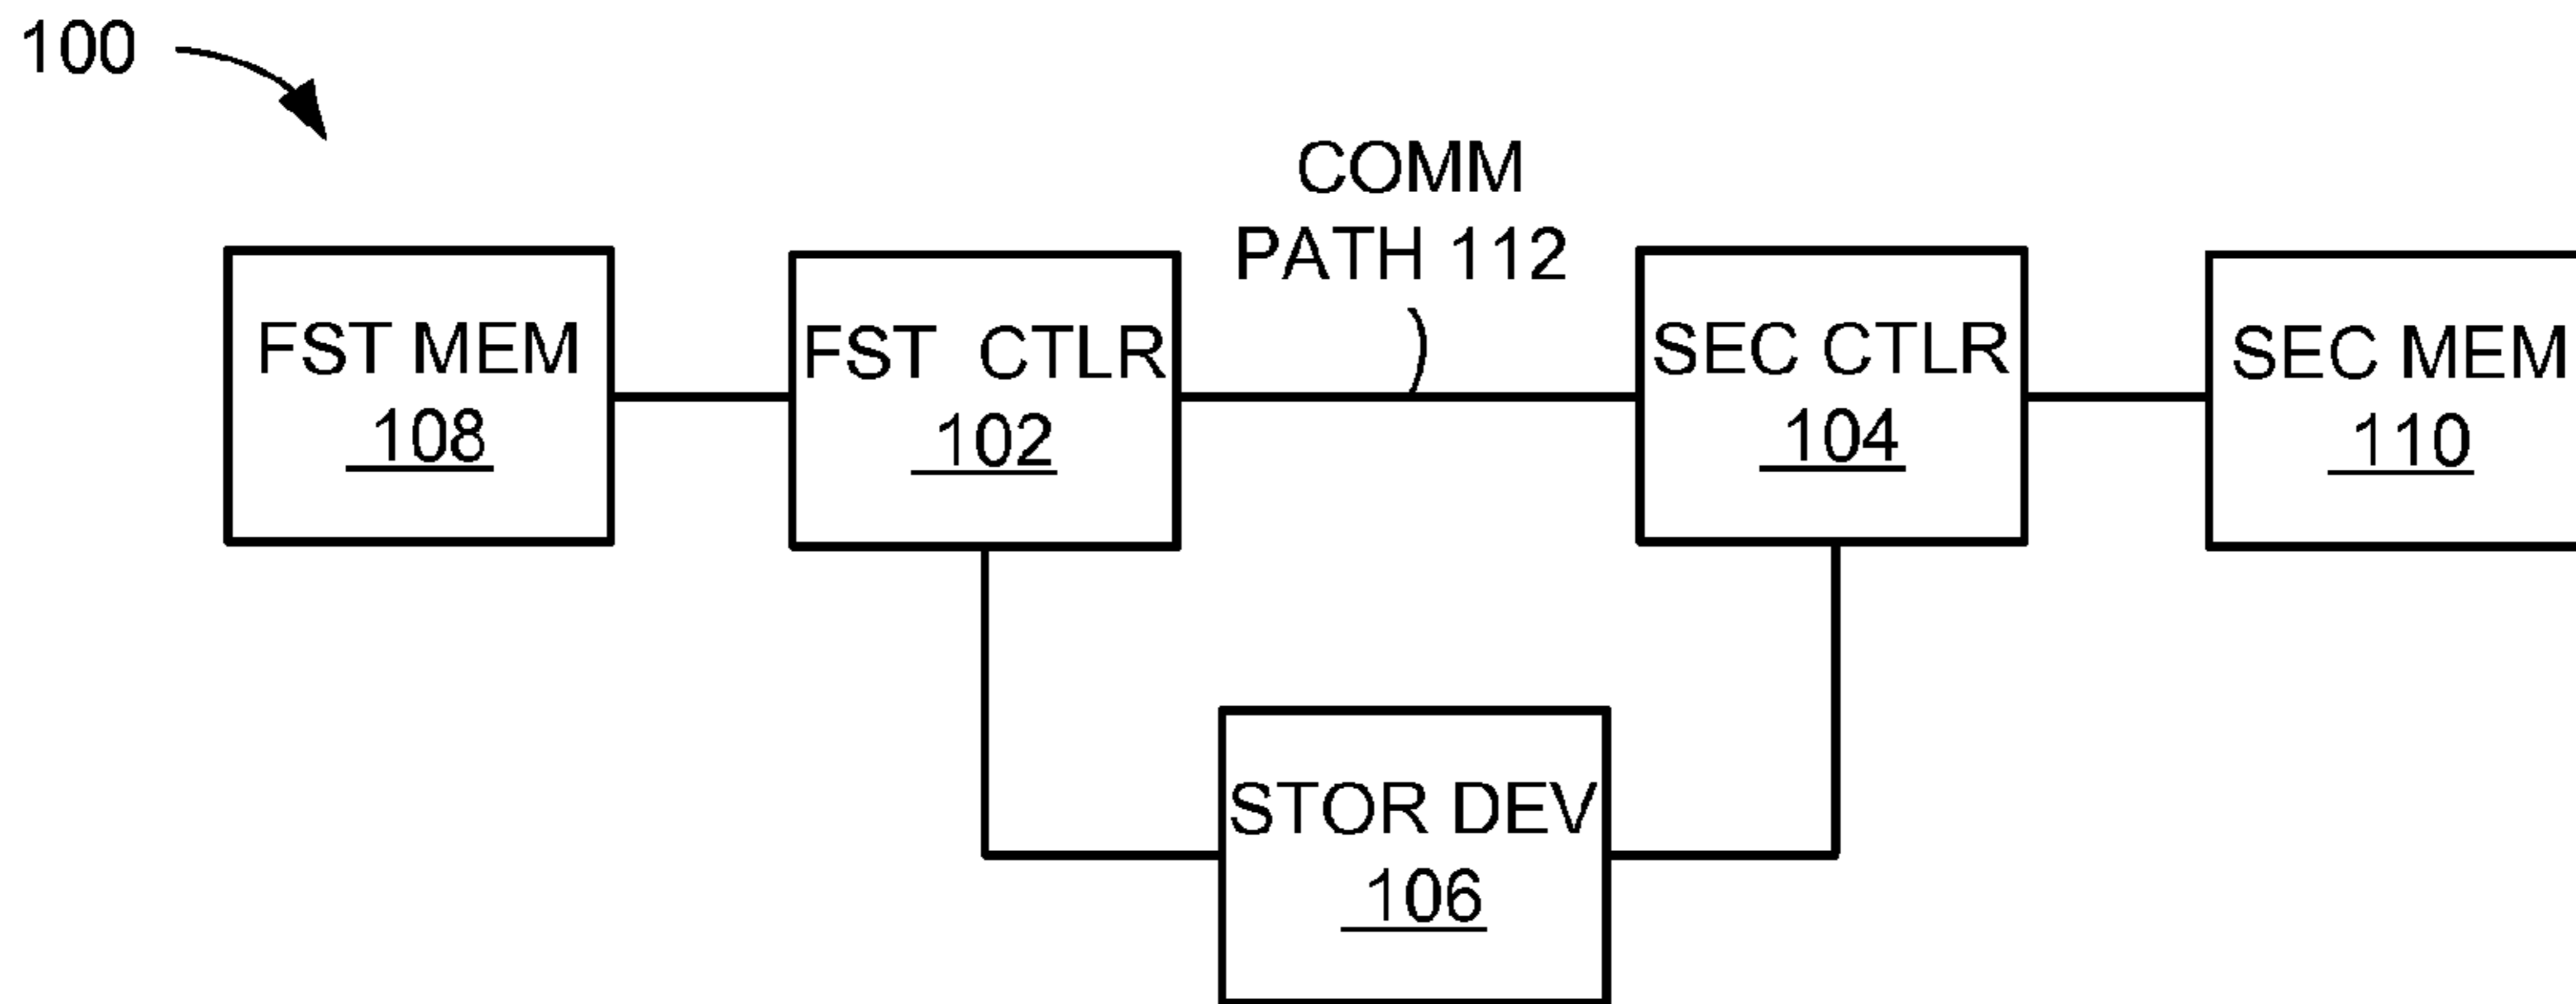 100
COMM
PATH 112
FST MEM
108
FST CTLR
102
SEC CTLR
104
SEC MEM
110
STOR DEV
106